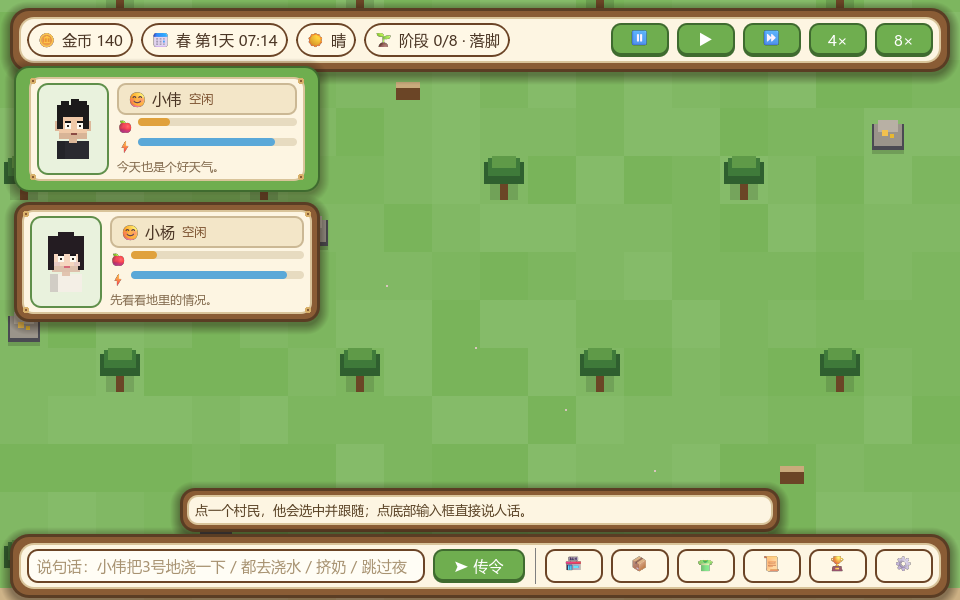 金币 140
春 第1天 07:14
晴
阶段 0/8 · 落脚
4×
8×
小伟 空闲
今天也是个好天气。
小杨 空闲
先看看地里的情况。
点一个村民，他会选中并跟随；点底部输入框直接说人话。
说句话：小伟把3号地浇一下 / 都去浇水 / 挤奶 / 跳过夜
➤ 传令